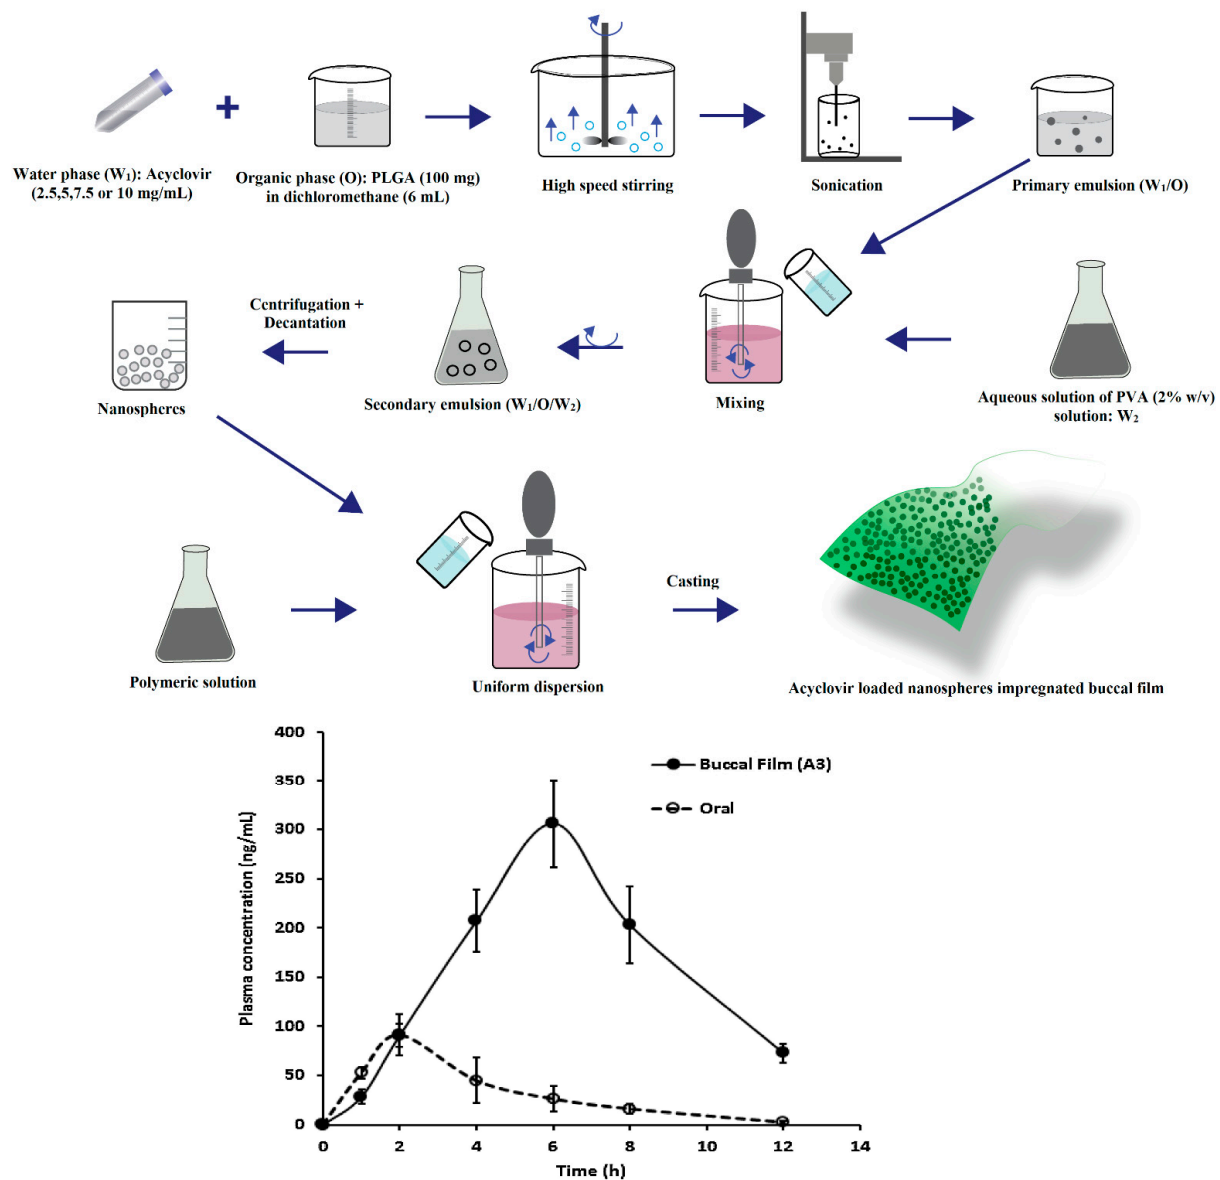 Water phase (W₁): Acyclovir
(2.5,5,7.5 or 10 mg/mL)
Organic phase (O): PLGA (100 mg)
in dichloromethane (6 mL)
High speed stirring
Sonication
Primary emulsion (W₁/O)
Centrifugation +
Decantation
Nanospheres
Secondary emulsion (W₁/O/W₂)
Mixing
Aqueous solution of PVA (2% w/v)
solution: W₂
Polymeric solution
Uniform dispersion
Casting
Acyclovir loaded nanospheres impregnated buccal film
Plasma concentration (ng/mL)
400
350
300
250
200
150
100
50
0
Buccal Film (A3)
Oral
0 2 4 6 8 10 12 14
Time (h)